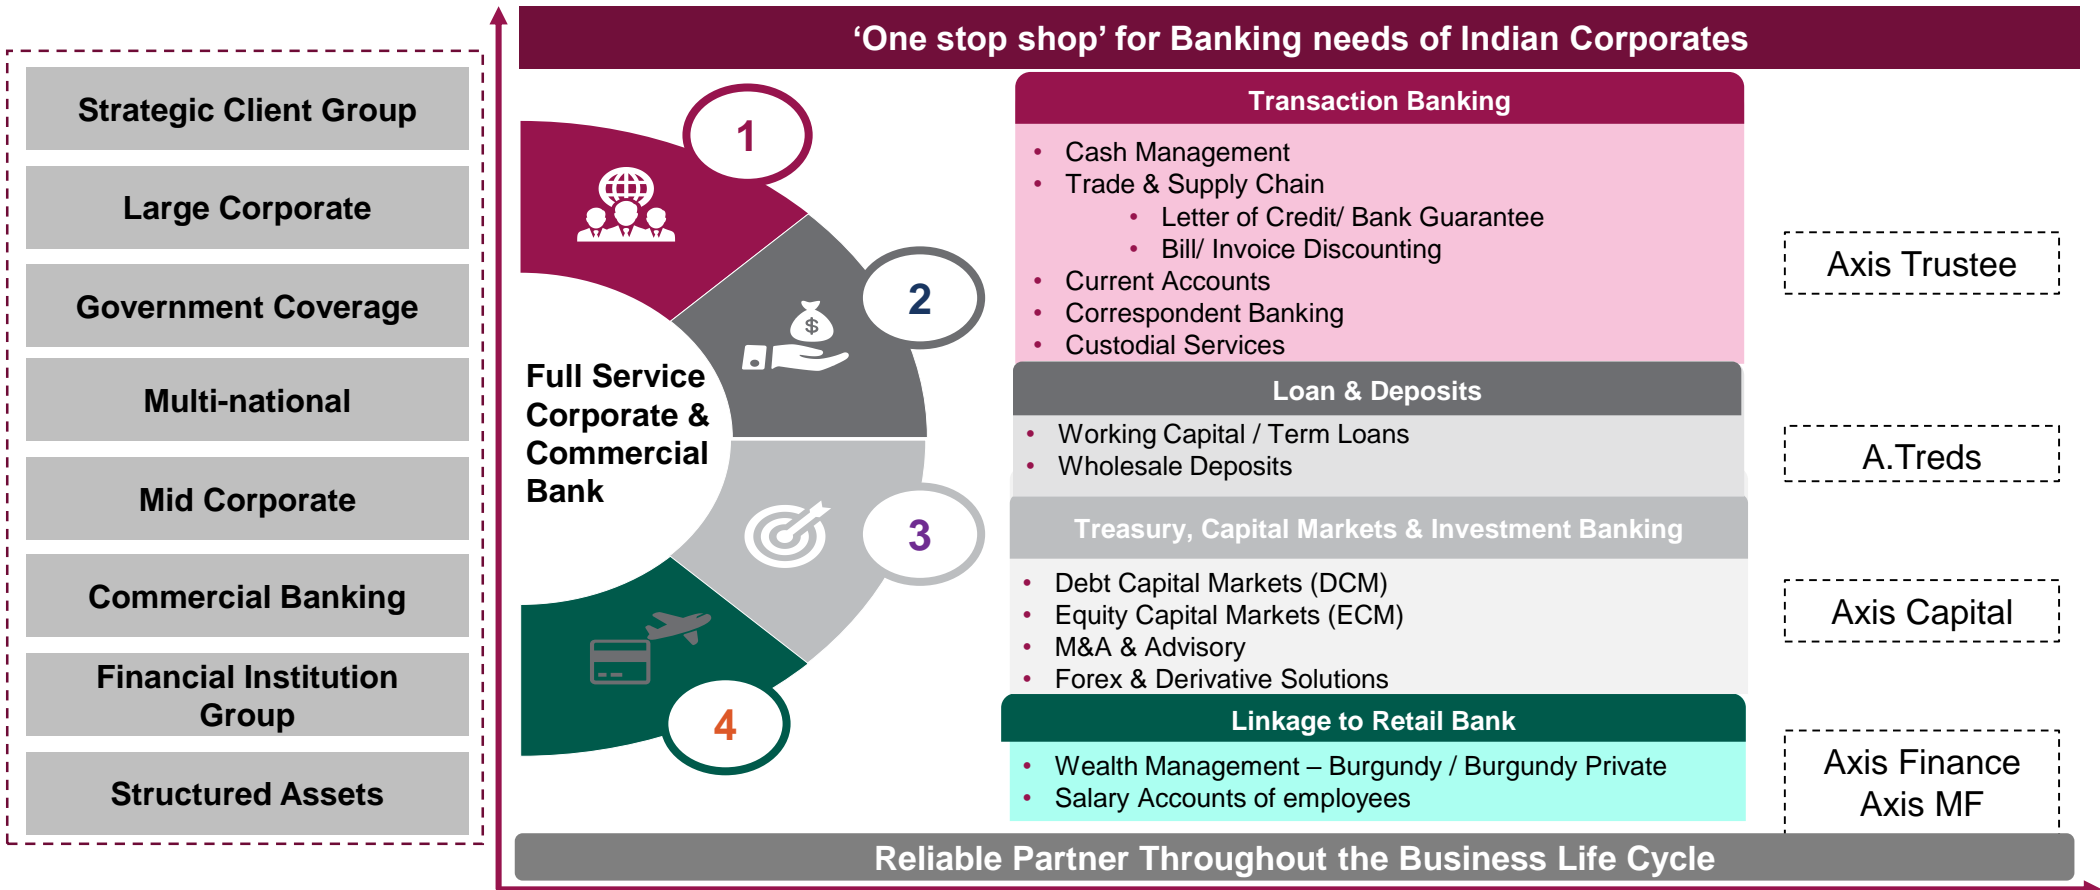 ‘One stop shop’ for Banking needs of Indian Corporates
Strategic Client Group
Large Corporate
Government Coverage
Multi-national
Mid Corporate
Commercial Banking
Financial Institution
Group
Structured Assets
Full Service
Corporate &
Commercial
Bank
1
2
$
3
4
Transaction Banking
• Cash Management
• Trade & Supply Chain
• Letter of Credit/ Bank Guarantee
• Bill/ Invoice Discounting
• Current Accounts
• Correspondent Banking
• Custodial Services
Loan & Deposits
• Working Capital / Term Loans
• Wholesale Deposits
Treasury, Capital Markets & Investment Banking
• Debt Capital Markets (DCM)
• Equity Capital Markets (ECM)
• M&A & Advisory
• Forex & Derivative Solutions
Linkage to Retail Bank
• Wealth Management – Burgundy / Burgundy Private
• Salary Accounts of employees
Axis Trustee
A.Treds
Axis Capital
Axis Finance
Axis MF
Reliable Partner Throughout the Business Life Cycle